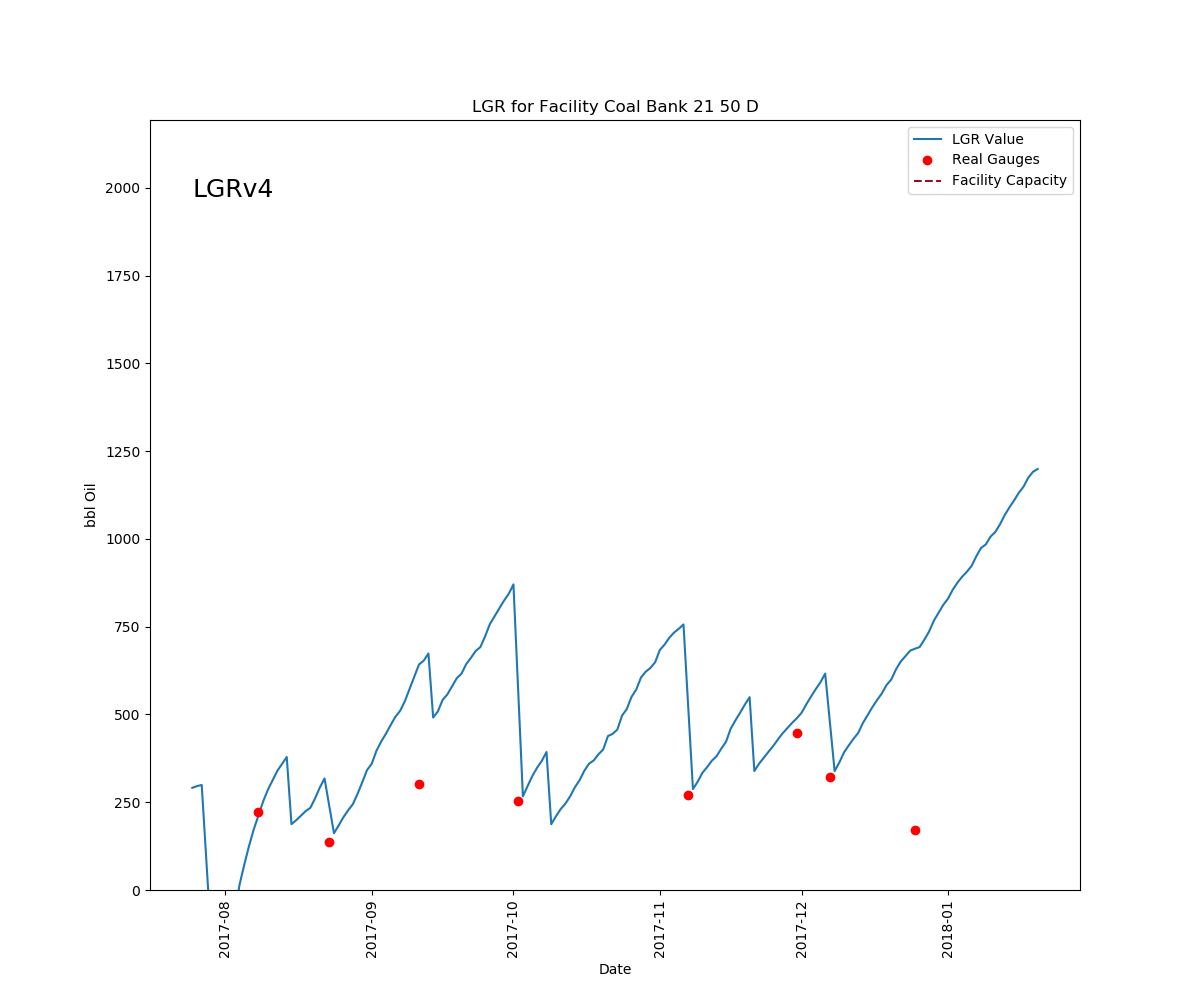 LGR for Facility Coal Bank 21 50 D
LGR Value
Real Gauges
Facility Capacity
LGRv4
2000
1750
1500
1250
1000
750
500
250
0
bbl Oil
2017-08
2017-09
2017-10
2017-11
2017-12
2018-01
Date